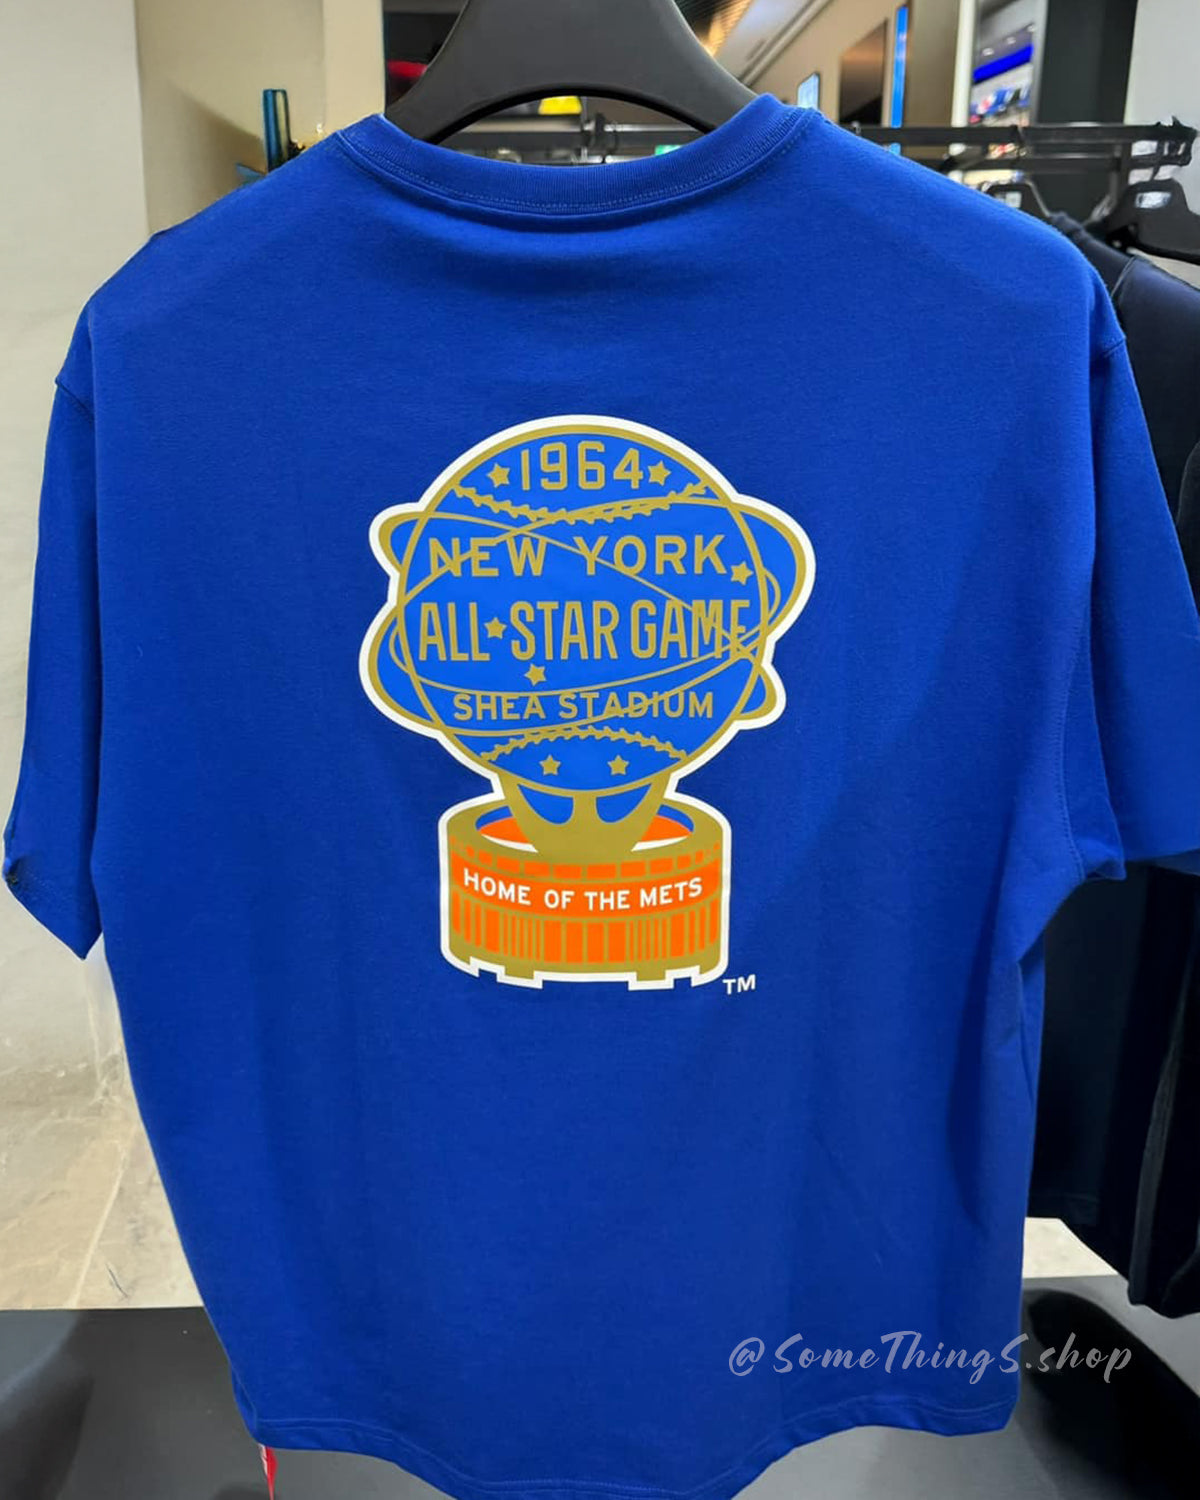 1964
NEW YORK
ALL★STAR GAME
SHEA STADIUM
HOME OF THE METS
TM
@SomeThingS.shop